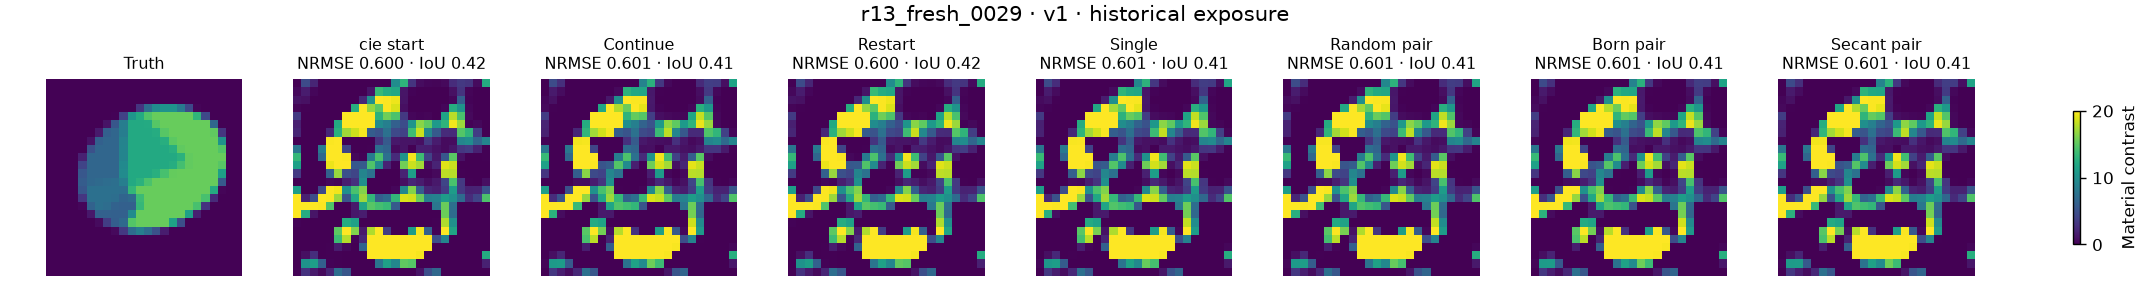 r13_fresh_0029 · v1 · historical exposure
Truth
cie start
NRMSE 0.600 · IoU 0.42
Continue
NRMSE 0.601 · IoU 0.41
Restart
NRMSE 0.600 · IoU 0.42
Single
NRMSE 0.601 · IoU 0.41
Random pair
NRMSE 0.601 · IoU 0.41
Born pair
NRMSE 0.601 · IoU 0.41
Secant pair
NRMSE 0.601 · IoU 0.41
20
10
0
Material contrast